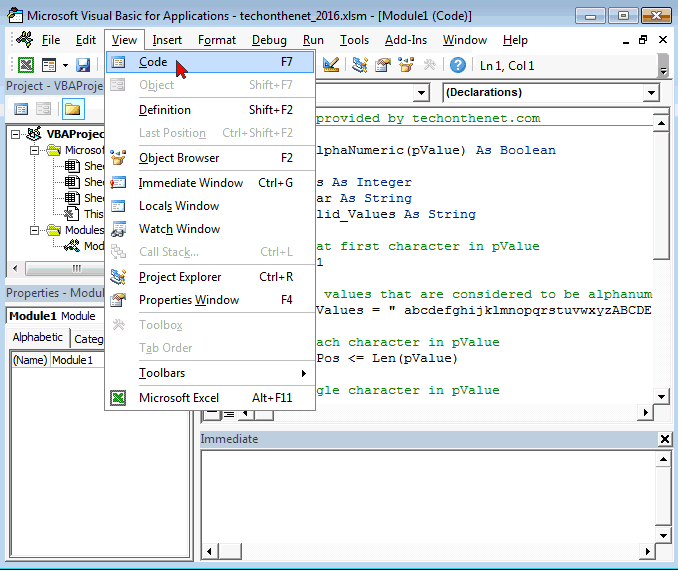 Microsoft Visual Basic for Applications - techonthenet_2016.xlsm - [Module1 (Code)]
File Edit View Insert Format Debug Run Tools Add-Ins Window Help
Ln 1, Col 1
Project - VBAProje
(Declarations)
VBAProjec
Microsof
Shee
Shee
Shee
This
Modules
Mod
Code F7
Object Shift+F7
Definition Shift+F2
Last Position Ctrl+Shift+F2
Object Browser F2
Immediate Window Ctrl+G
Locals Window
Watch Window
Call Stack... Ctrl+L
Project Explorer Ctrl+R
Properties Window F4
Toolbox
Tab Order
Toolbars
Microsoft Excel Alt+F11
provided by techonthenet.com
lphaNumeric(pValue) As Boolean
s As Integer
ar As String
lid_Values As String
at first character in pValue
1
values that are considered to be alphanum
Values = " abcdefghijklmnopqrstuvwxyzABCDE
ach character in pValue
Pos <= Len(pValue)
gle character in pValue
Properties - Modul
Module1 Module
Alphabetic Categ
(Name) Module1
Immediate